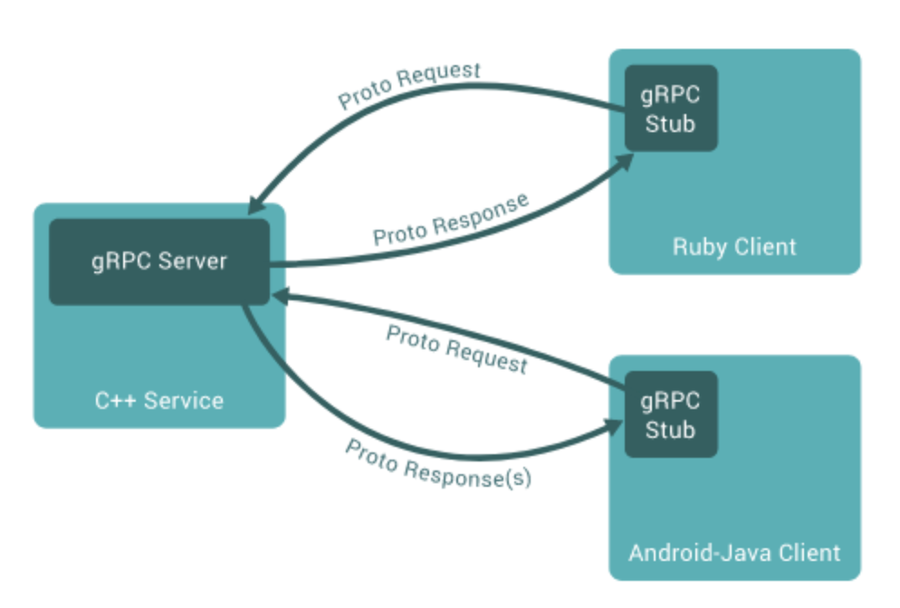 Proto Request
gRPC
Stub
Proto Response
Ruby Client
gRPC Server
C++ Service
Proto Request
gRPC
Stub
Proto Response(s)
Android-Java Client